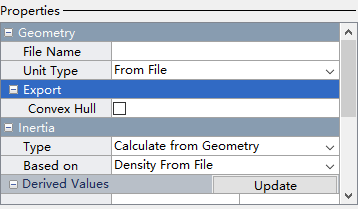 Properties
Geometry
File Name
Unit Type From File
Export
Convex Hull
Inertia
Type Calculate from Geometry
Based on Density From File
Derived Values Update